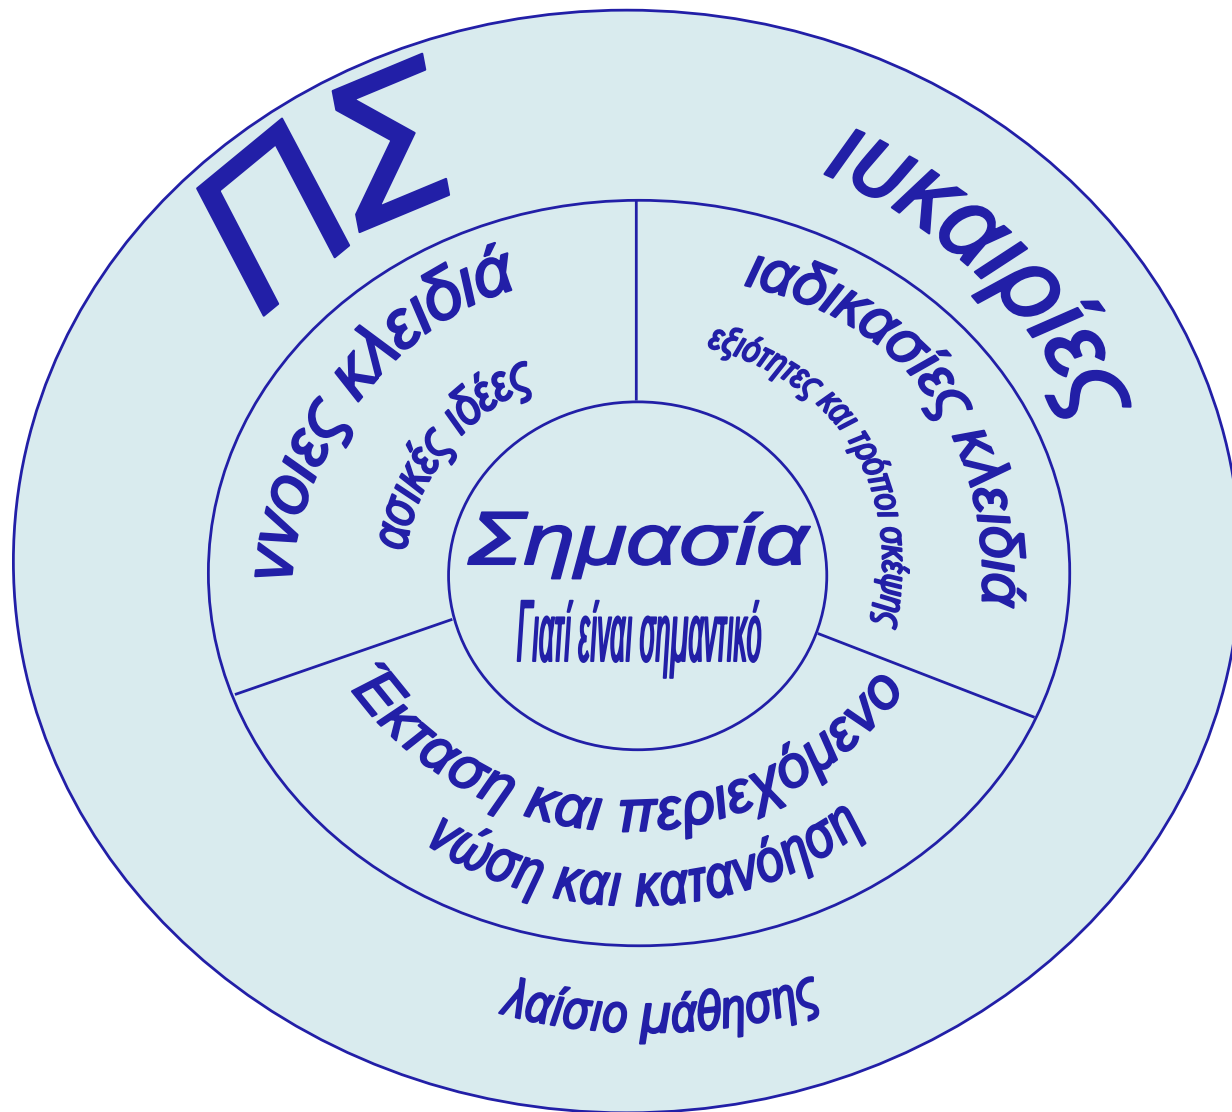 ΠΣ
ιυκαιρίες
ννοιες κλειδιά
ασικές ιδέες
ιαδικασίες κλειδιά
εξιότητες και τρόποι σκέψης
Σημασία
Γιατί είναι σημαντικό
Έκταση και περιεχόμενο
νώση και κατανόηση
λαίσιο μάθησης